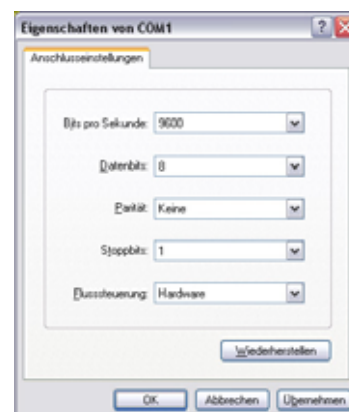 Eigenschaften von COM1
Anschlusseinstellungen
Bits pro Sekunde: 9600
Datenbits: 8
Parität: Keine
Stoppbits: 1
Flusssteuerung: Hardware
Wiederherstellen
OK Abbrechen Übernehmen